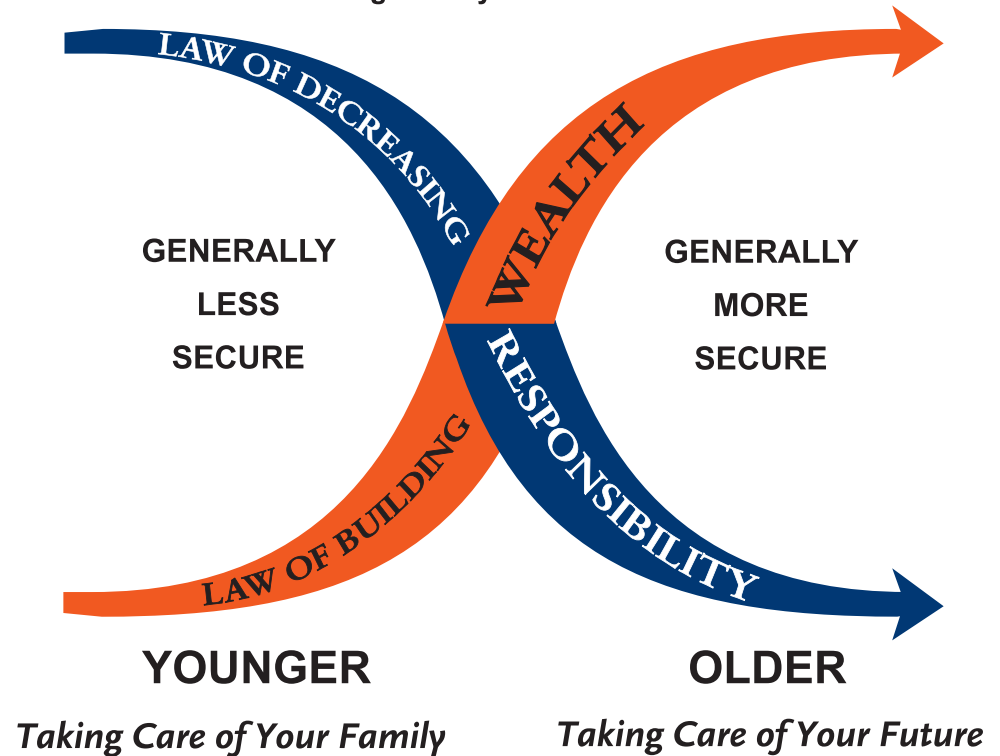 LAW OF DECREASING
RESPONSIBILITY
LAW OF BUILDING
WEALTH
GENERALLY
LESS
SECURE
GENERALLY
MORE
SECURE
YOUNGER
OLDER
Taking Care of Your Family
Taking Care of Your Future